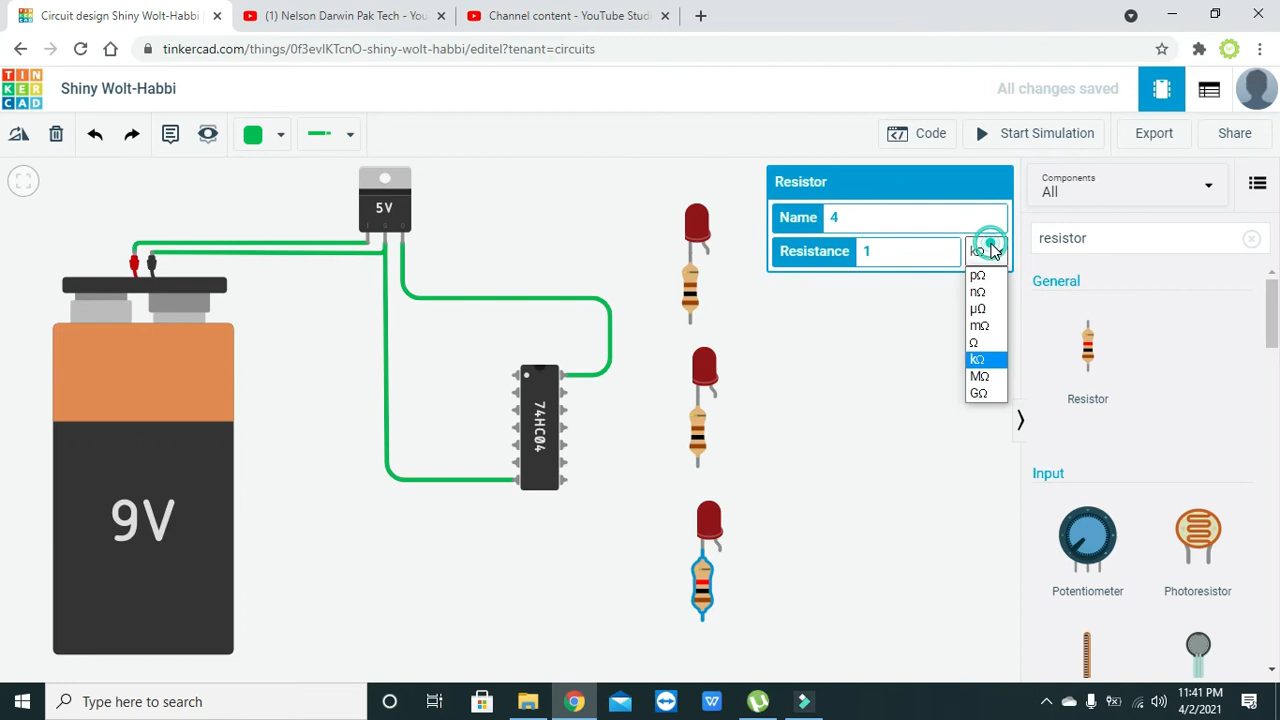 Circuit design Shiny Wolt-Habbi
(1) Nelson Darwin Pak Tech - You
Channel content - YouTube Studi
tinkercad.com/things/0f3evIKTcnO-shiny-wolt-habbi/editel?tenant=circuits
TIN
KER
CAD
Shiny Wolt-Habbi
All changes saved
Code
Start Simulation
Export
Share
Resistor
Name 4
Resistance 1 kΩ
pΩ
nΩ
μΩ
mΩ
Ω
kΩ
MΩ
GΩ
Components
All
resistor
General
Resistor
Input
Potentiometer
Photoresistor
5V
74HC04
9V
Type here to search
11:41 PM
4/2/2021